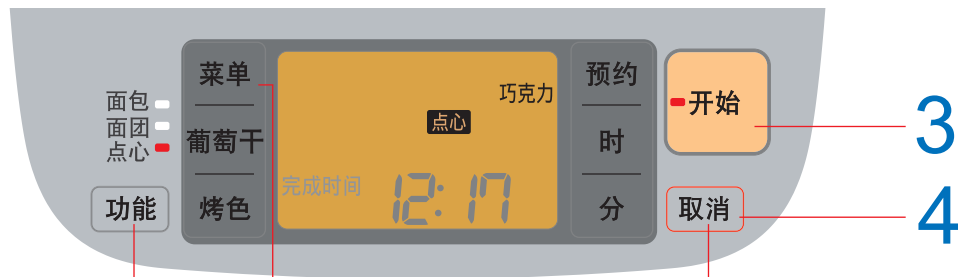 菜单
预约
巧克力
开始
3
面包
面团
点心
点心
葡萄干
时
完成时间
12:17
功能
烤色
分
取消
4